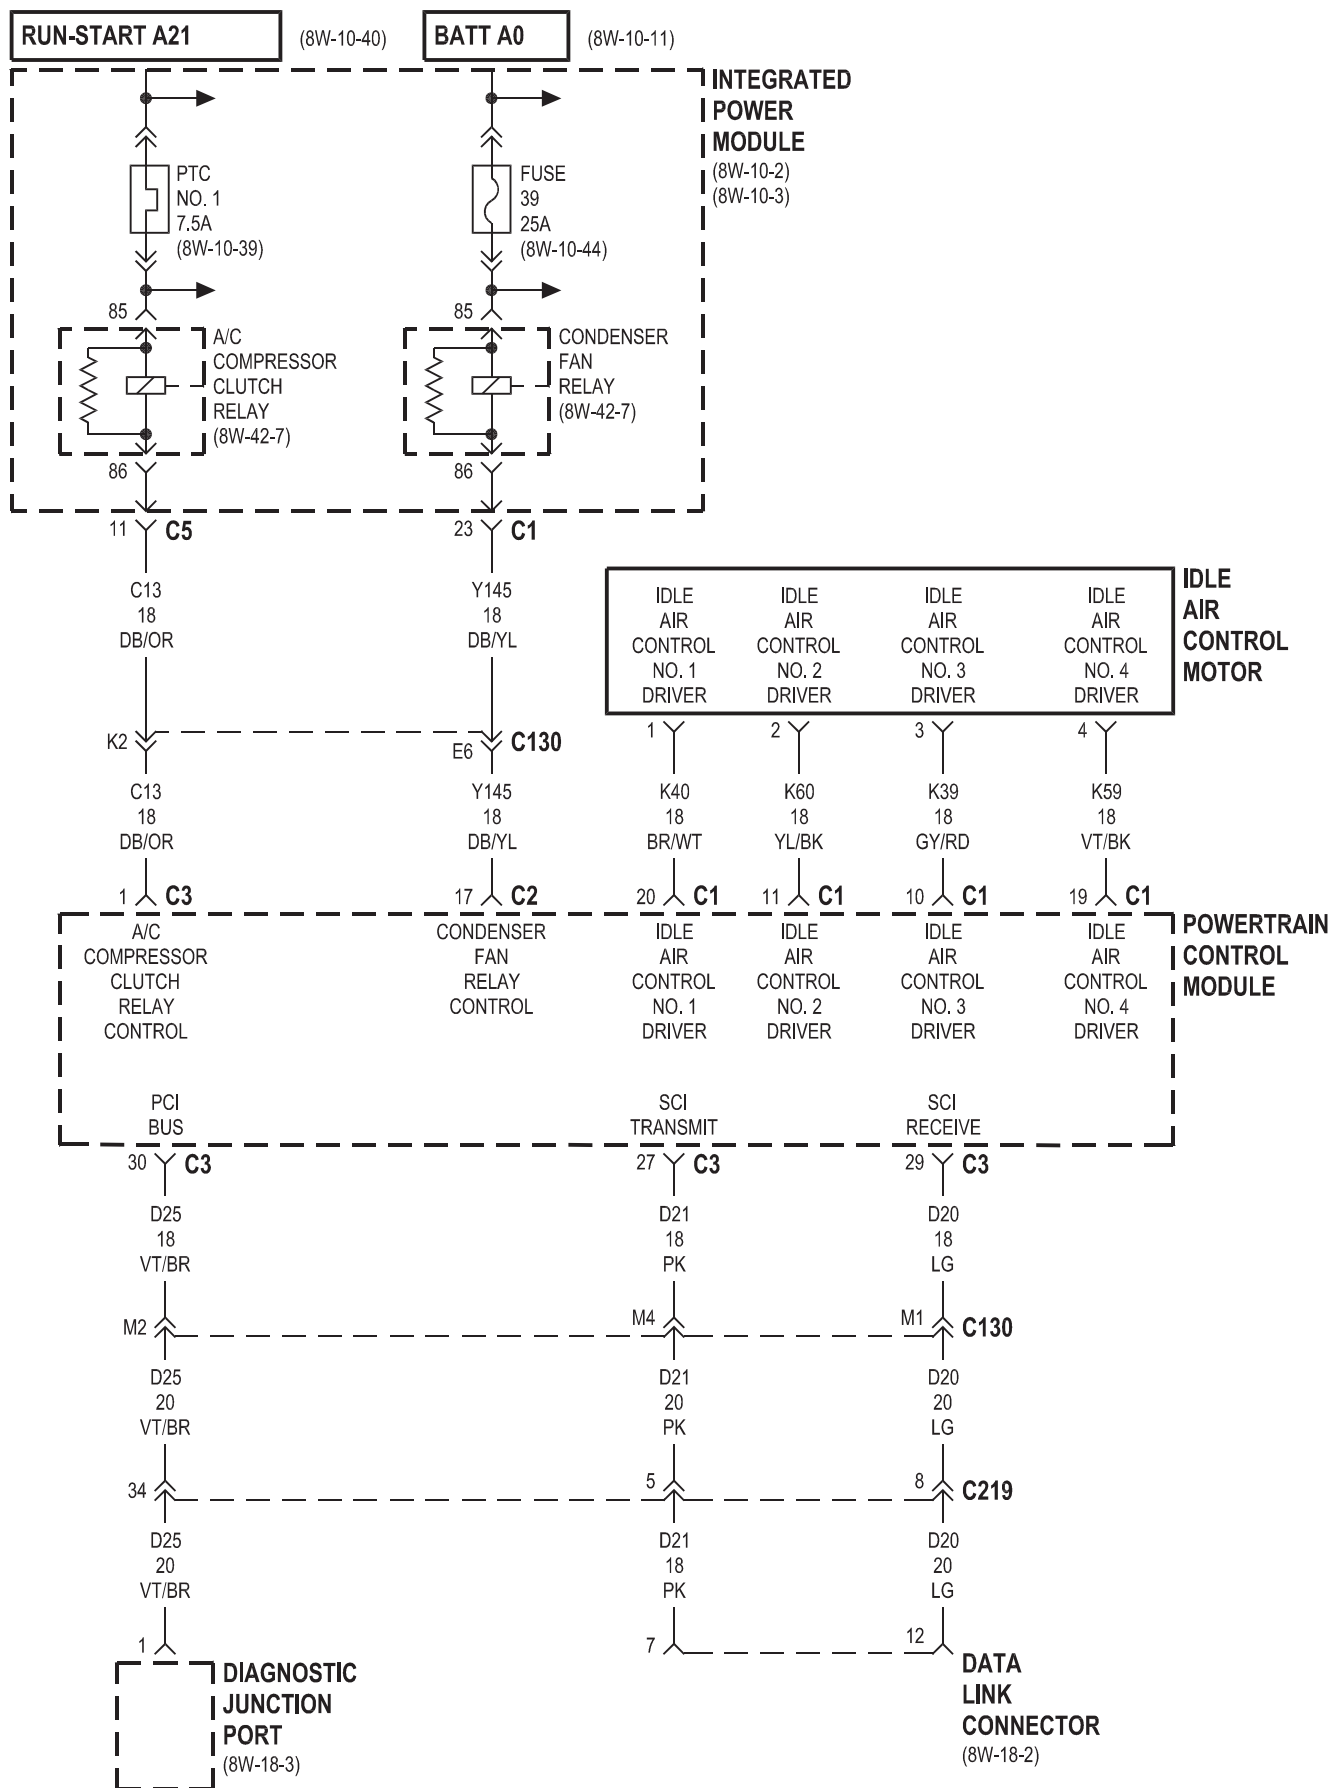 RUN-START A21
(8W-10-40)
BATT A0
(8W-10-11)
INTEGRATED
POWER
MODULE
(8W-10-2)
(8W-10-3)
PTC
NO. 1
7.5A
(8W-10-39)
FUSE
39
25A
(8W-10-44)
85
A/C
COMPRESSOR
CLUTCH
RELAY
(8W-42-7)
86
85
CONDENSER
FAN
RELAY
(8W-42-7)
86
11
C5
23
C1
C13
18
DB/OR
Y145
18
DB/YL
IDLE
AIR
CONTROL
NO. 1
DRIVER
IDLE
AIR
CONTROL
NO. 2
DRIVER
IDLE
AIR
CONTROL
NO. 3
DRIVER
IDLE
AIR
CONTROL
NO. 4
DRIVER
IDLE
AIR
CONTROL
MOTOR
K2
E6
C130
1
2
3
4
C13
18
DB/OR
Y145
18
DB/YL
K40
18
BR/WT
K60
18
YL/BK
K39
18
GY/RD
K59
18
VT/BK
1
C3
17
C2
20
C1
11
C1
10
C1
19
C1
A/C
COMPRESSOR
CLUTCH
RELAY
CONTROL
CONDENSER
FAN
RELAY
CONTROL
IDLE
AIR
CONTROL
NO. 1
DRIVER
IDLE
AIR
CONTROL
NO. 2
DRIVER
IDLE
AIR
CONTROL
NO. 3
DRIVER
IDLE
AIR
CONTROL
NO. 4
DRIVER
POWERTRAIN
CONTROL
MODULE
PCI
BUS
SCI
TRANSMIT
SCI
RECEIVE
30
C3
27
C3
29
C3
D25
18
VT/BR
D21
18
PK
D20
18
LG
M2
M4
M1
C130
D25
20
VT/BR
D21
20
PK
D20
20
LG
34
5
8
C219
D25
20
VT/BR
D21
18
PK
D20
20
LG
1
7
12
DIAGNOSTIC
JUNCTION
PORT
(8W-18-3)
DATA
LINK
CONNECTOR
(8W-18-2)